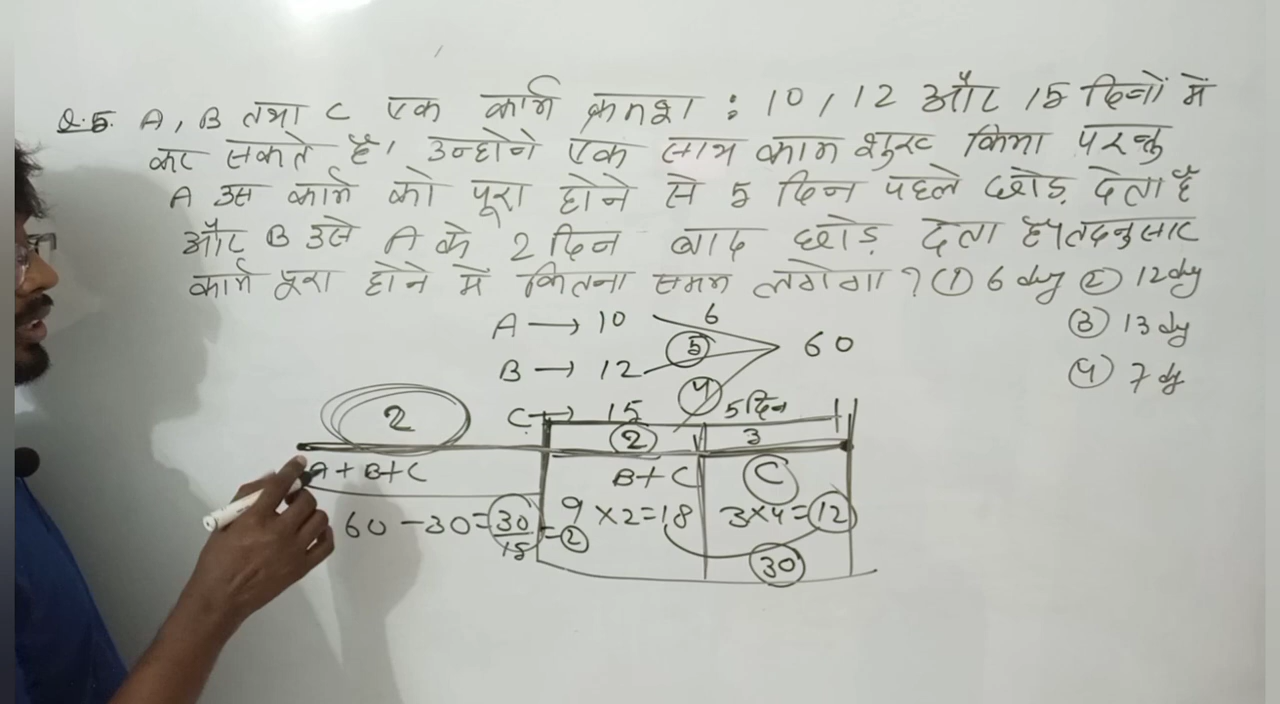 Q.5. A, B तथा C एक कार्य क्रमश: 10, 12 और 15 दिनों में
कर सकते हैं। उन्होने एक साथ काम शुरू किया परन्तु
A उस कार्य को पूरा होने से 5 दिन पहले छोड़ देता है
और B उसे A के 2 दिन बाद छोड़ देता है। तदनुसार
कार्य पूरा होने में कितना समय लगेगा? (1) 6 day (2) 12 day
(3) 13 day
(4) 7 dy
A → 10 6
5 60
B → 12
C → 15 4 5 दिन
2 2 3
A + B + C B + C C
60 - 30 = 30/15 = 2 9 × 2 = 18 3 × 4 = 12
30